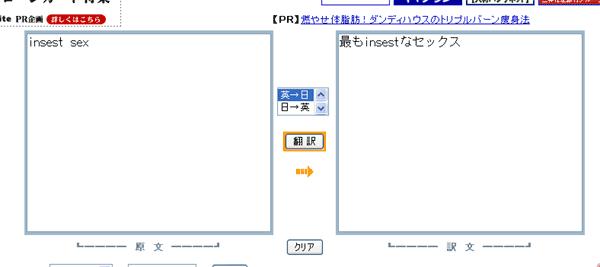 PR企画 詳しくはこちら
【PR】燃やせ体脂肪！ダンディハウスのトリプルバーン痩身法
insest sex
最もinsestなセックス
英→日
日→英
翻訳
原文
クリア
訳文